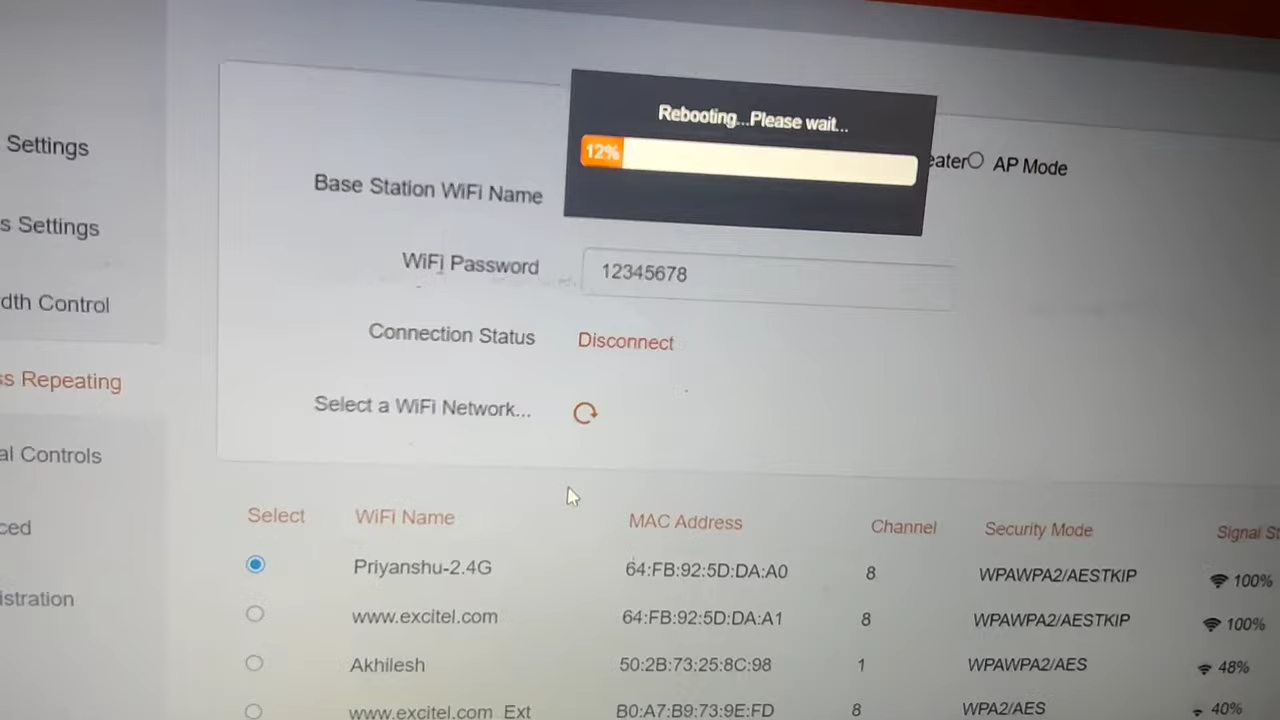 Rebooting...Please wait...
12%
Settings
eater AP Mode
Base Station WiFi Name
s Settings
WiFi Password 12345678
dth Control
Connection Status Disconnect
ss Repeating
Select a WiFi Network...
al Controls
Select WiFi Name MAC Address Channel Security Mode Signal St
ced
Priyanshu-2.4G 64:FB:92:5D:DA:A0 8 WPAWPA2/AESTKIP 100%
istration
www.excitel.com 64:FB:92:5D:DA:A1 8 WPAWPA2/AESTKIP 100%
Akhilesh 50:2B:73:25:8C:98 1 WPAWPA2/AES 48%
www.excitel.com_Ext B0:A7:B9:73:9E:FD 8 WPA2/AES 40%